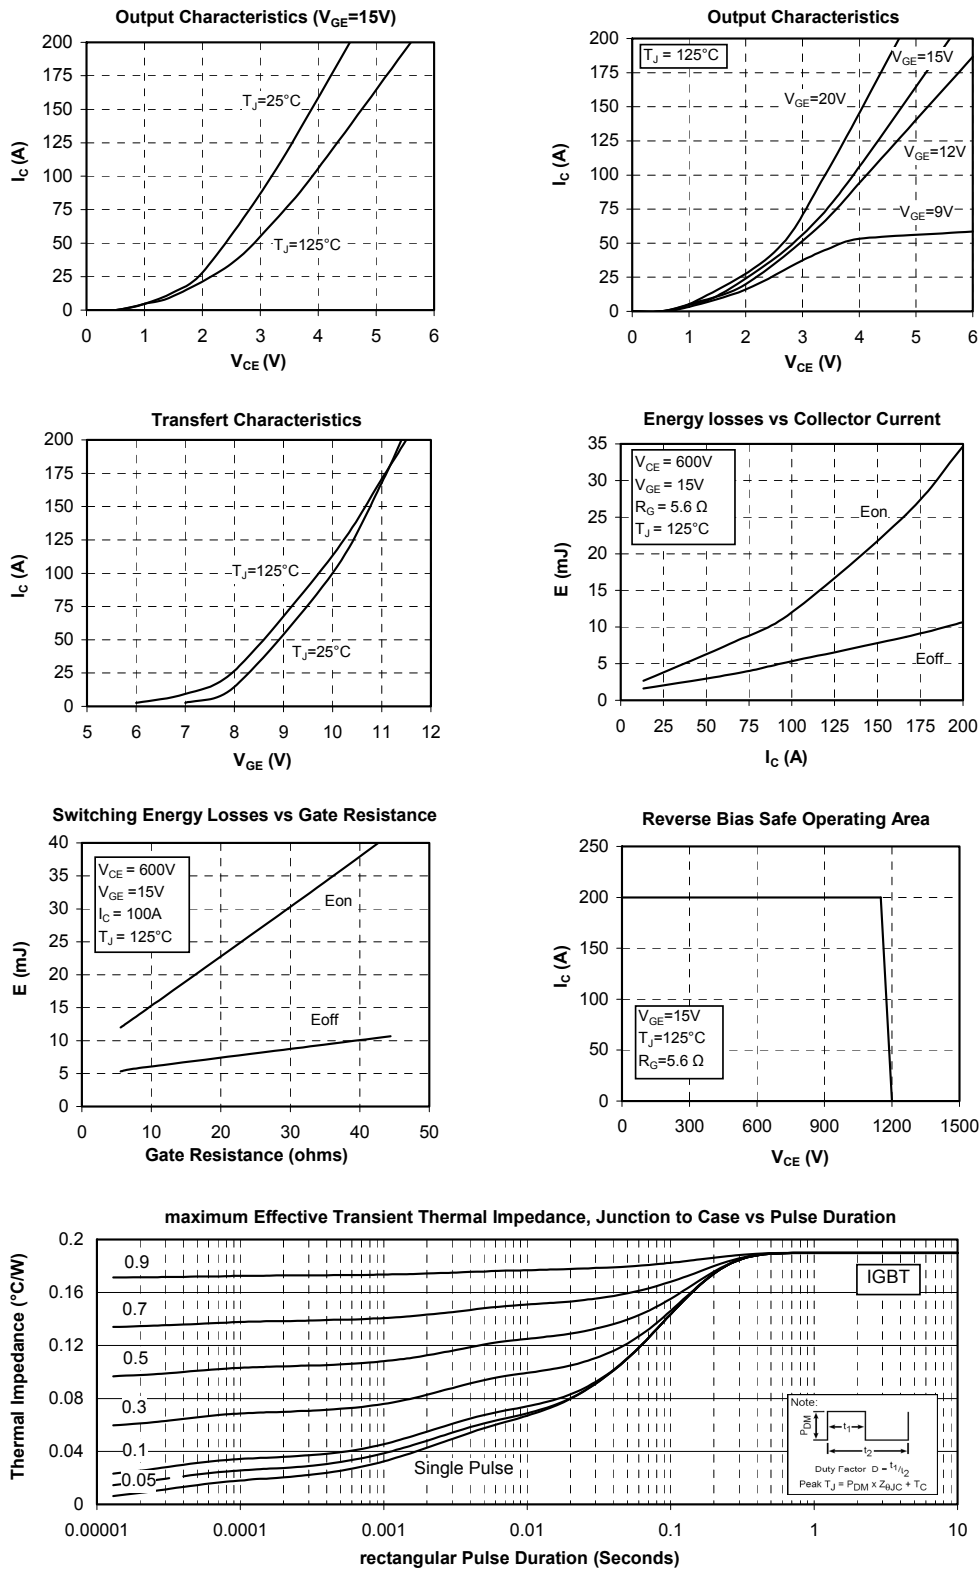 Output Characteristics (VGE=15V)
200
175
150
125
100
75
50
25
0
IC (A)
TJ=25°C
TJ=125°C
0 1 2 3 4 5 6
VCE (V)
Output Characteristics
200
175
150
125
100
75
50
25
0
IC (A)
TJ = 125°C
VGE=15V
VGE=20V
VGE=12V
VGE=9V
0 1 2 3 4 5 6
VCE (V)
Transfert Characteristics
200
175
150
125
100
75
50
25
0
IC (A)
TJ=125°C
TJ=25°C
5 6 7 8 9 10 11 12
VGE (V)
Energy losses vs Collector Current
35
30
25
20
15
10
5
0
E (mJ)
VCE = 600V
VGE = 15V
RG = 5.6 Ω
TJ = 125°C
Eon
Eoff
0 25 50 75 100 125 150 175 200
IC (A)
Switching Energy Losses vs Gate Resistance
40
35
30
25
20
15
10
5
0
E (mJ)
VCE = 600V
VGE =15V
IC = 100A
TJ = 125°C
Eon
Eoff
0 10 20 30 40 50
Gate Resistance (ohms)
Reverse Bias Safe Operating Area
250
200
150
100
50
0
IC (A)
VGE=15V
TJ=125°C
RG=5.6 Ω
0 300 600 900 1200 1500
VCE (V)
maximum Effective Transient Thermal Impedance, Junction to Case vs Pulse Duration
0.2
0.16
0.12
0.08
0.04
0
Thermal Impedance (°C/W)
0.9
0.7
0.5
0.3
0.1
0.05
Single Pulse
IGBT
Note:
PDM
t1
t2
Duty Factor D = t1/t2
Peak TJ = PDM x ZθJC + TC
0.00001 0.0001 0.001 0.01 0.1 1 10
rectangular Pulse Duration (Seconds)